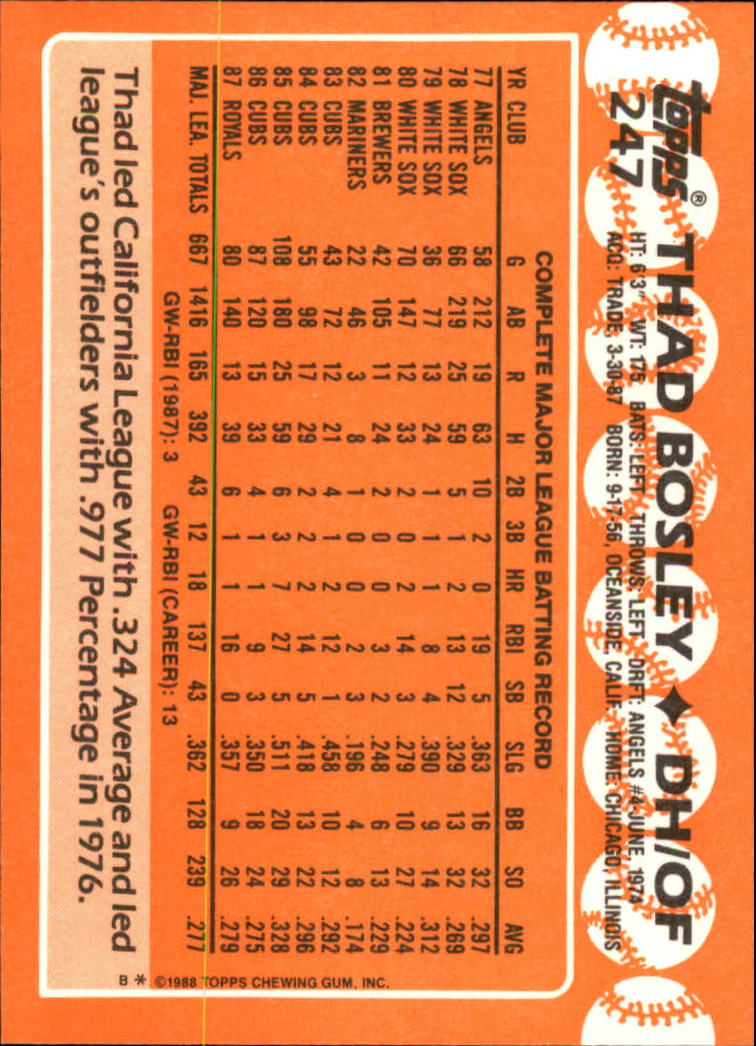 topps®
247
THAD BOSLEY ♦ DH/OF
HT: 6'3" WT: 175 BATS: LEFT THROWS: LEFT DRFT: ANGELS #4-JUNE, 1974
ACQ: TRADE, 3-30-87 BORN: 9-17-56, OCEANSIDE, CALIF. HOME: CHICAGO, ILLINOIS
COMPLETE MAJOR LEAGUE BATTING RECORD
YR CLUB G AB R H 2B 3B HR RBI SB SLG BB SO AVG
77 ANGELS 58 212 19 63 10 2 0 19 5 .363 16 32 .297
78 WHITE SOX 66 219 25 59 5 1 2 13 12 .329 13 32 .269
79 WHITE SOX 36 77 13 24 1 1 1 8 4 .390 9 14 .312
80 WHITE SOX 70 147 12 33 2 0 2 14 3 .279 10 27 .224
81 BREWERS 42 105 11 24 2 0 0 3 2 .248 6 13 .229
82 MARINERS 22 46 3 8 1 0 0 2 3 .196 4 8 .174
83 CUBS 43 72 12 21 4 1 2 12 1 .458 10 12 .292
84 CUBS 55 98 17 29 2 2 2 14 5 .418 13 22 .296
85 CUBS 108 180 25 59 6 3 7 27 5 .511 20 29 .328
86 CUBS 87 120 15 33 4 1 1 9 3 .350 18 24 .275
87 ROYALS 80 140 13 39 6 1 1 16 0 .357 9 26 .279
MAJ. LEA. TOTALS 667 1416 165 392 43 12 18 137 43 .362 128 239 .277
GW-RBI (1987): 3 GW-RBI (CAREER): 13
Thad led California League with .324 Average and led
league's outfielders with .977 Percentage in 1976.
B * ©1988 TOPPS CHEWING GUM, INC.